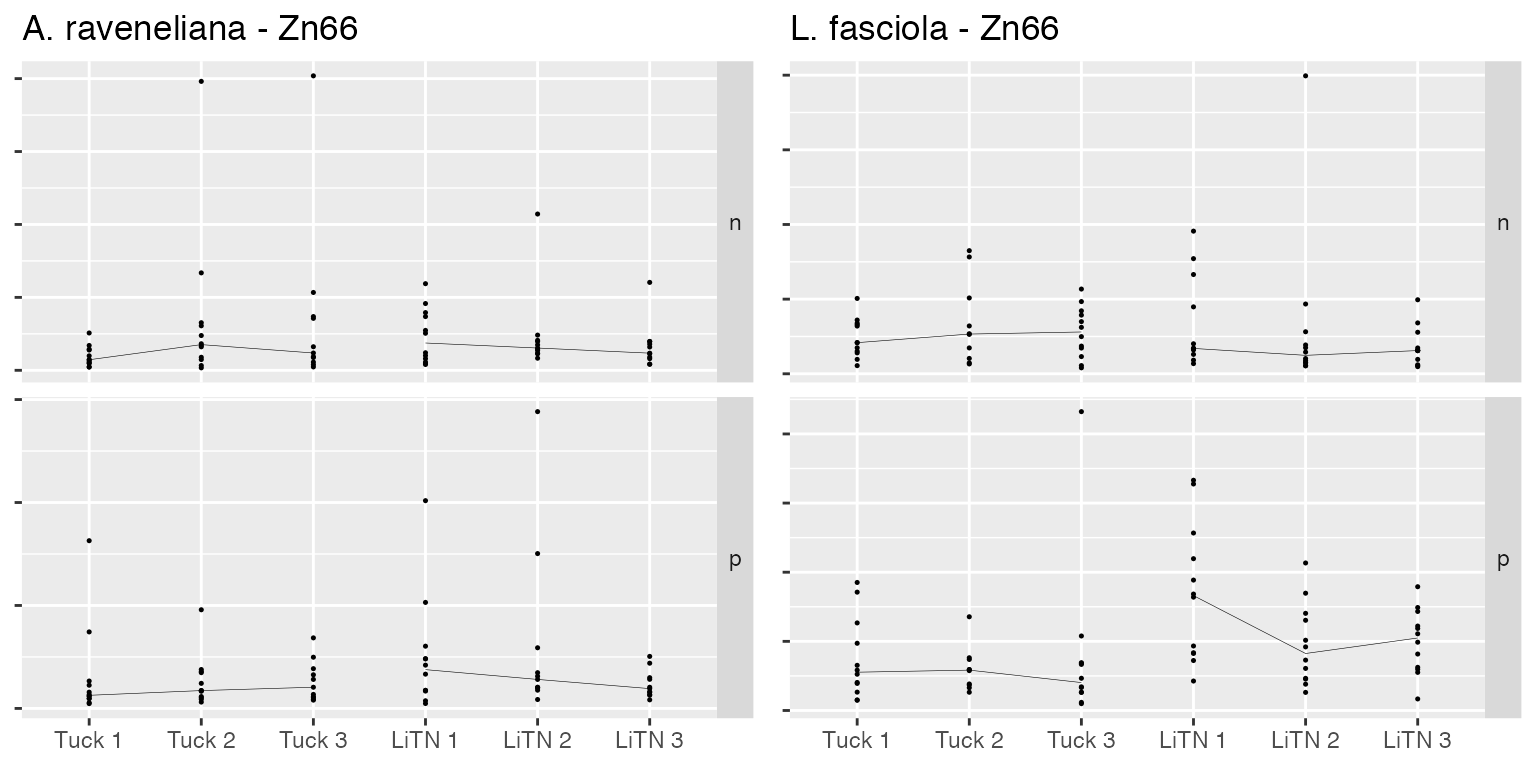 A. raveneliana - Zn66
n
p
Tuck 1 Tuck 2 Tuck 3 LiTN 1 LiTN 2 LiTN 3
L. fasciola - Zn66
n
p
Tuck 1 Tuck 2 Tuck 3 LiTN 1 LiTN 2 LiTN 3